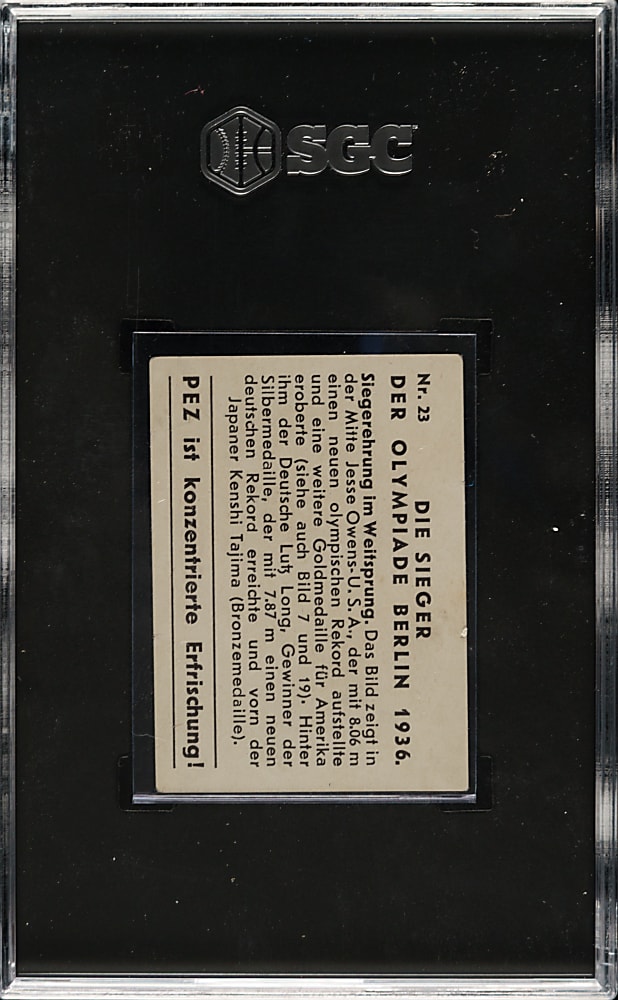 SGC
Nr. 23
DIE SIEGER
DER OLYMPIADE BERLIN 1936.
Siegerehrung im Weitsprung. Das Bild zeigt in
der Mitte Jesse Owens-U.S.A., der mit 8.06 m
einen neuen olympischen Rekord aufstellte
und eine weitere Goldmedaille für Amerika
eroberte (siehe auch Bild 7 und 19). Hinter
ihm der Deutsche Lutz Long, Gewinner der
Silbermedaille, der mit 7.87 m einen neuen
deutschen Rekord erreichte und vorn der
Japaner Kenshi Tajima (Bronzemedaille).
PEZ ist konzentrierte Erfrischung!